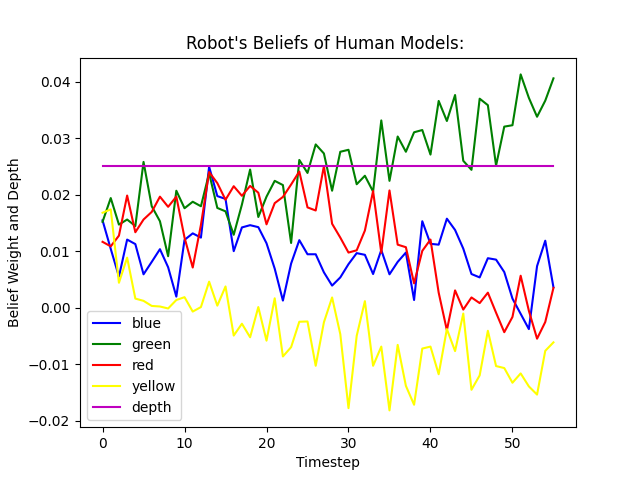 Robot's Beliefs of Human Models:
Belief Weight and Depth
0.04
0.03
0.02
0.01
0.00
−0.01
−0.02
blue
green
red
yellow
depth
0 10 20 30 40 50
Timestep